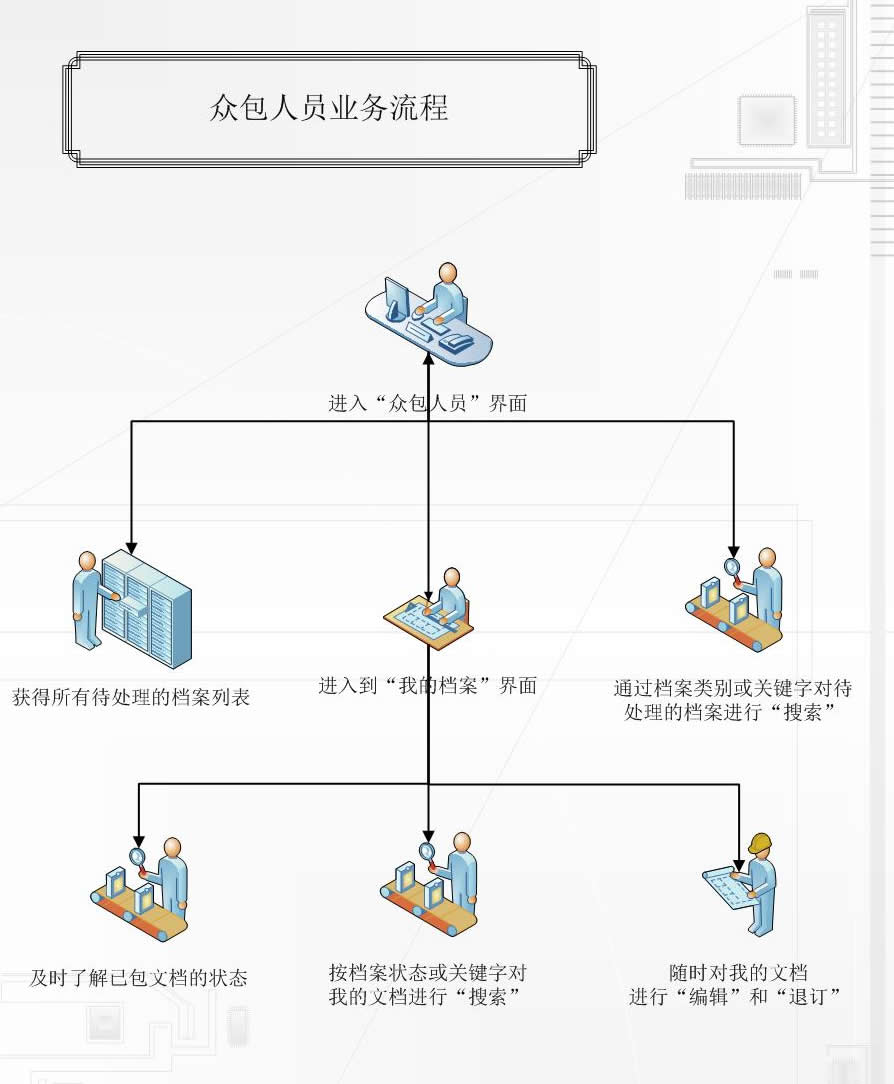 众包人员业务流程
进入“众包人员”界面
获得所有待处理的档案列表
进入到“我的档案”界面
通过档案类别或关键字对待
处理的档案进行“搜索”
及时了解已包文档的状态
按档案状态或关键字对
我的文档进行“搜索”
随时对我的文档
进行“编辑”和“退订”